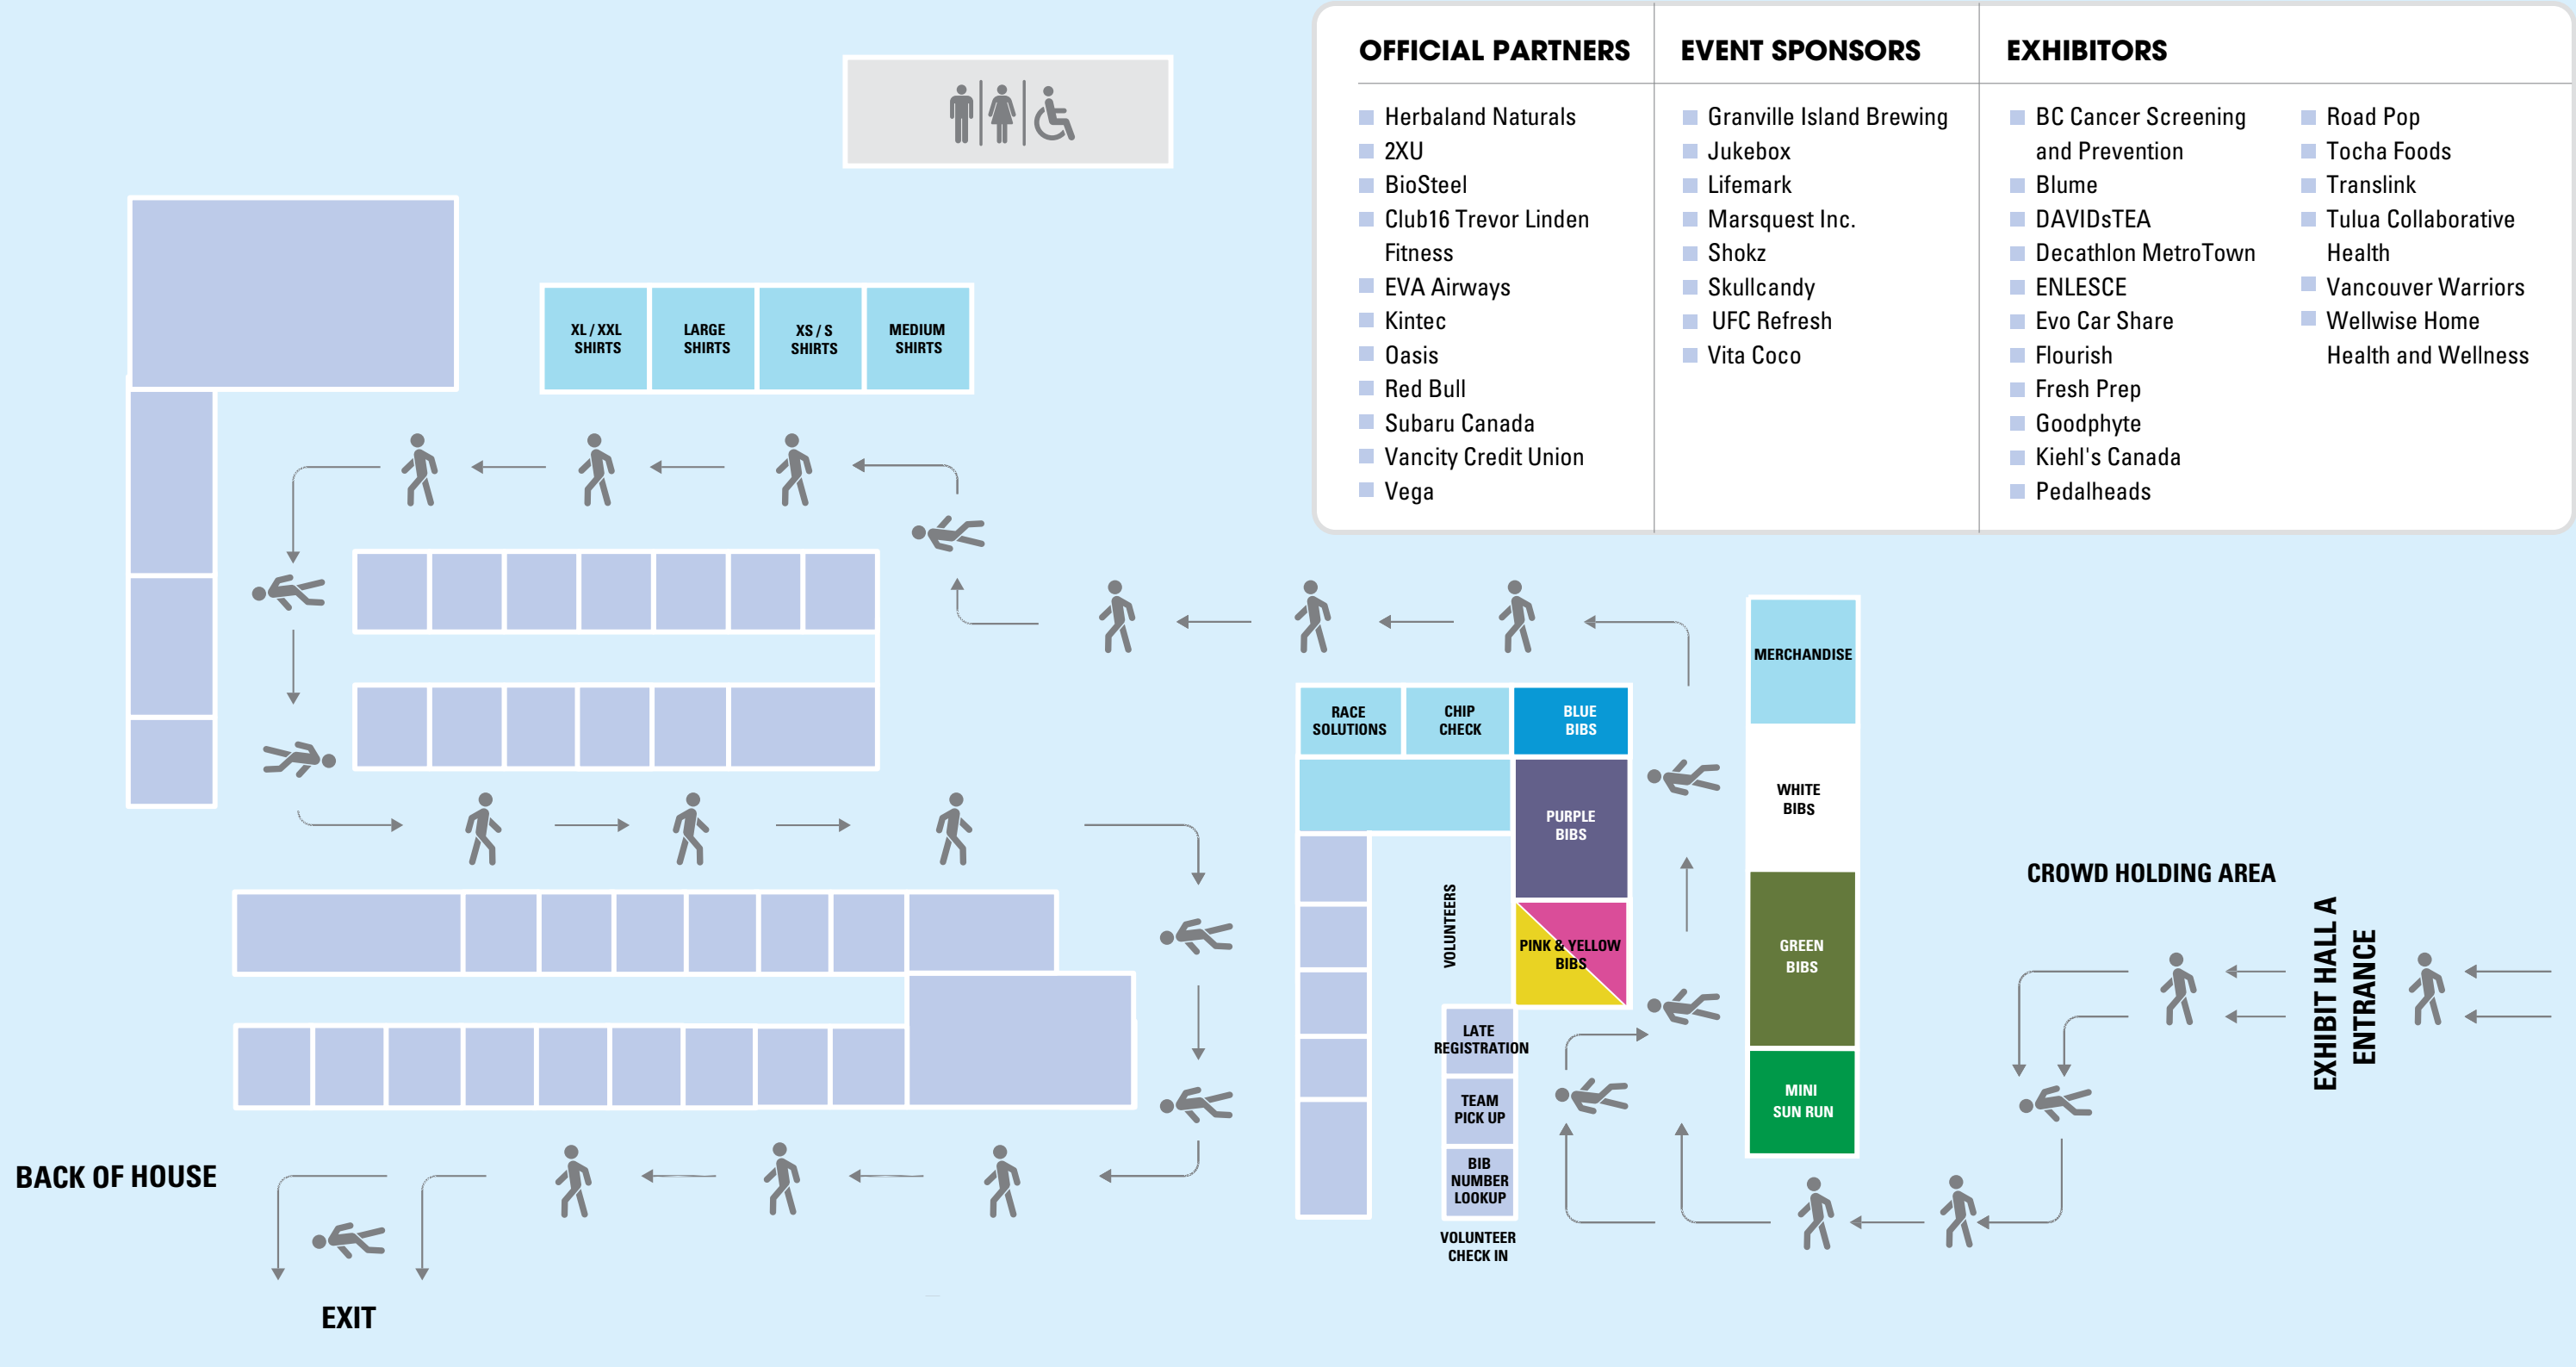 OFFICIAL PARTNERS
Herbaland Naturals
2XU
BioSteel
Club16 Trevor Linden
Fitness
EVA Airways
Kintec
Oasis
Red Bull
Subaru Canada
Vancity Credit Union
Vega
EVENT SPONSORS
Granville Island Brewing
Jukebox
Lifemark
Marsquest Inc.
Shokz
Skullcandy
UFC Refresh
Vita Coco
EXHIBITORS
BC Cancer Screening
and Prevention
Blume
DAVIDsTEA
Decathlon MetroTown
ENLESCE
Evo Car Share
Flourish
Fresh Prep
Goodphyte
Kiehl's Canada
Pedalheads
Road Pop
Tocha Foods
Translink
Tulua Collaborative
Health
Vancouver Warriors
Wellwise Home
Health and Wellness
XL / XXL
SHIRTS
LARGE
SHIRTS
XS / S
SHIRTS
MEDIUM
SHIRTS
MERCHANDISE
WHITE
BIBS
GREEN
BIBS
MINI
SUN RUN
RACE
SOLUTIONS
CHIP
CHECK
BLUE
BIBS
PURPLE
BIBS
PINK & YELLOW
BIBS
VOLUNTEERS
LATE
REGISTRATION
TEAM
PICK UP
BIB
NUMBER
LOOKUP
VOLUNTEER
CHECK IN
CROWD HOLDING AREA
EXHIBIT HALL A
ENTRANCE
BACK OF HOUSE
EXIT